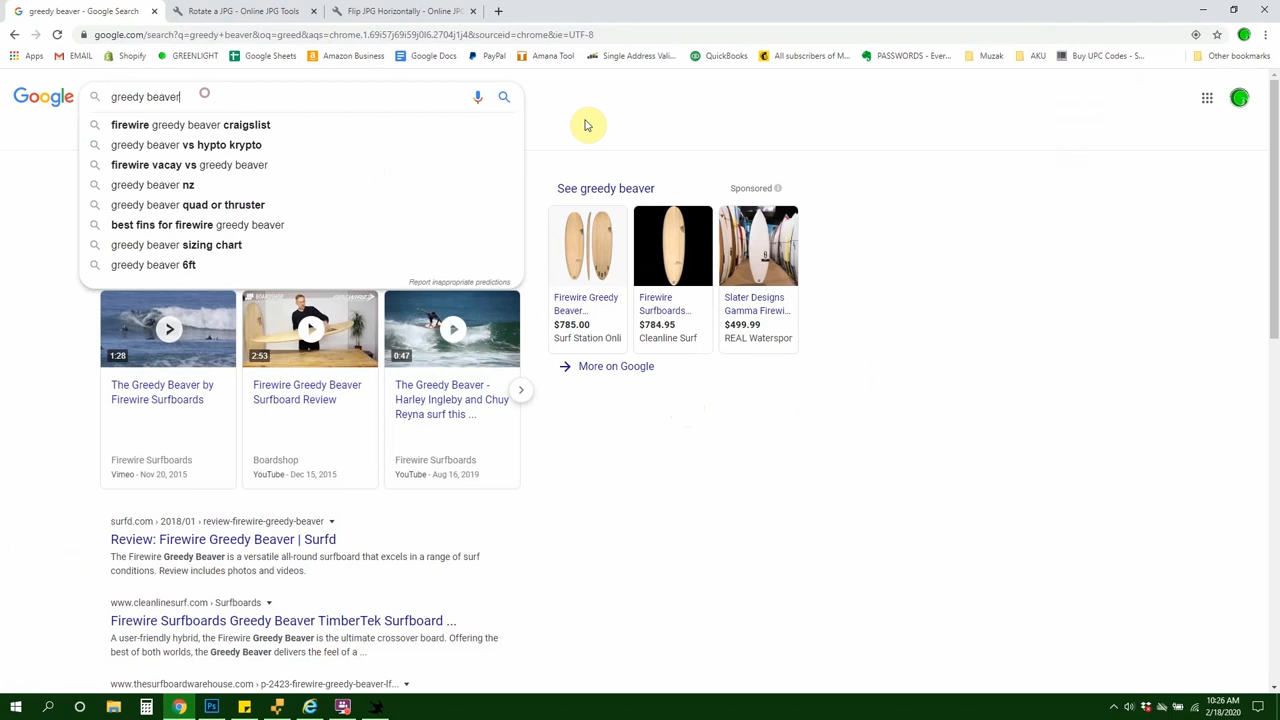 greedy beaver - Google Search
Rotate a JPG - Online JPG Tools
Flip JPG Horizontally - Online JPG
google.com/search?q=greedy+beaver&oq=greed&aqs=chrome.1.69i57j69i59j0l6.2704j1j4&sourceid=chrome&ie=UTF-8
Apps
EMAIL
Shopify
GREENLIGHT
Google Sheets
Amazon Business
Google Docs
PayPal
Amana Tool
Single Address Vali...
QuickBooks
All subscribers of M...
PASSWORDS - Ever...
Muzak
AKU
Buy UPC Codes - S...
Other bookmarks
Google
greedy beaver
firewire greedy beaver craigslist
greedy beaver vs hypto krypto
firewire vacay vs greedy beaver
greedy beaver nz
greedy beaver quad or thruster
best fins for firewire greedy beaver
greedy beaver sizing chart
greedy beaver 6ft
Report inappropriate predictions
See greedy beaver
Sponsored
Firewire Greedy
Beaver...
$785.00
Surf Station Onli
Firewire
Surfboards...
$784.95
Cleanline Surf
Slater Designs
Gamma Firewi...
$499.99
REAL Waterspor
More on Google
1:28
The Greedy Beaver by
Firewire Surfboards
Firewire Surfboards
Vimeo - Nov 20, 2015
BOARDSHOP
2:53
Firewire Greedy Beaver
Surfboard Review
Boardshop
YouTube - Dec 15, 2015
0:47
The Greedy Beaver -
Harley Ingleby and Chuy
Reyna surf this ...
Firewire Surfboards
YouTube - Aug 16, 2019
surfd.com › 2018/01 › review-firewire-greedy-beaver
Review: Firewire Greedy Beaver | Surfd
The Firewire Greedy Beaver is a versatile all-round surfboard that excels in a range of surf
conditions. Review includes photos and videos.
www.cleanlinesurf.com › Surfboards
Firewire Surfboards Greedy Beaver TimberTek Surfboard ...
A user-friendly hybrid, the Firewire Greedy Beaver is the ultimate crossover board. Offering the
best of both worlds, the Greedy Beaver delivers the feel of a ...
www.thesurfboardwarehouse.com › p-2423-firewire-greedy-beaver-lf...
10:26 AM
2/18/2020